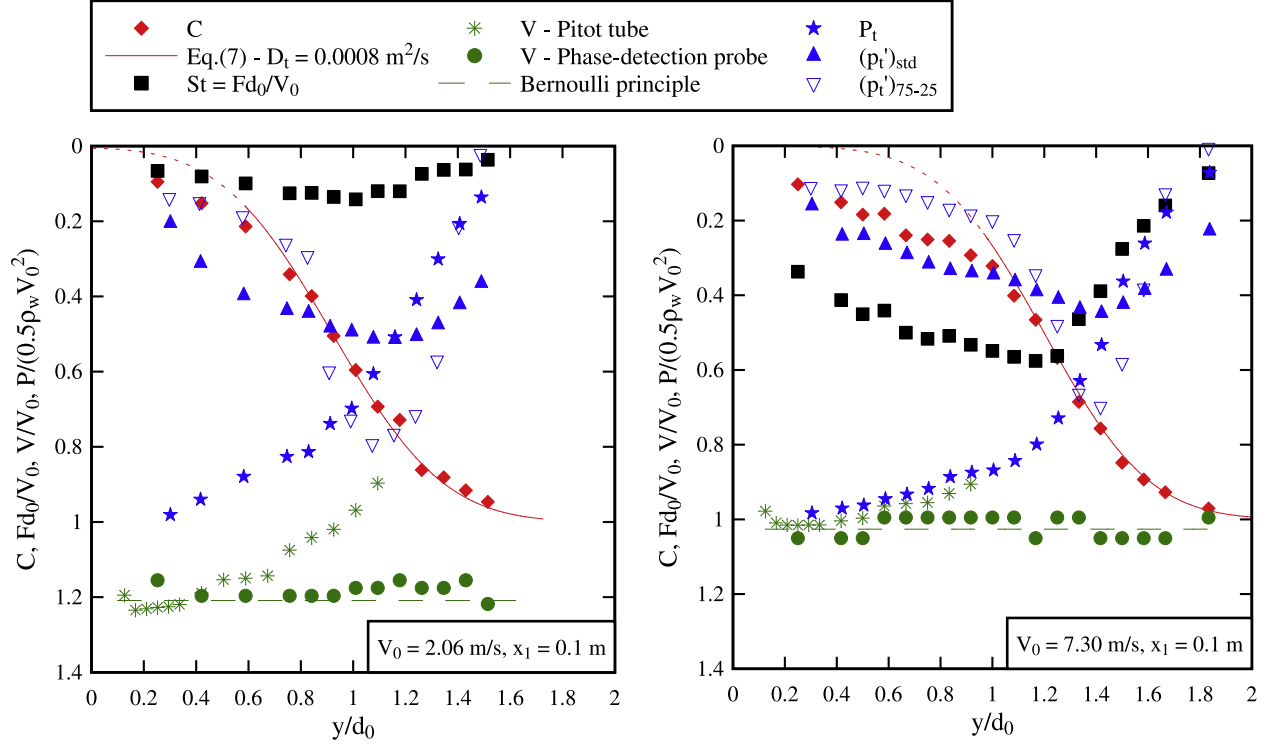 C
Eq.(7) - Dₜ = 0.0008 m²/s
St = Fd₀/V₀
V - Pitot tube
V - Phase-detection probe
Bernoulli principle
Pₜ
(pₜ')std
(pₜ')75-25
C, Fd₀/V₀, V/V₀, P/(0.5ρwV₀²)
0
0.2
0.4
0.6
0.8
1
1.2
1.4
V₀ = 2.06 m/s, x₁ = 0.1 m
0 0.2 0.4 0.6 0.8 1 1.2 1.4 1.6 1.8 2
y/d₀
C, Fd₀/V₀, V/V₀, P/(0.5ρwV₀²)
0
0.2
0.4
0.6
0.8
1
1.2
1.4
V₀ = 7.30 m/s, x₁ = 0.1 m
0 0.2 0.4 0.6 0.8 1 1.2 1.4 1.6 1.8 2
y/d₀